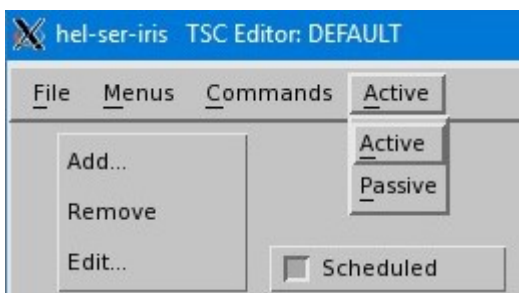 hel-ser-iris TSC Editor: DEFAULT
File Menus Commands Active
Active
Passive
Add...
Remove
Edit...
Scheduled